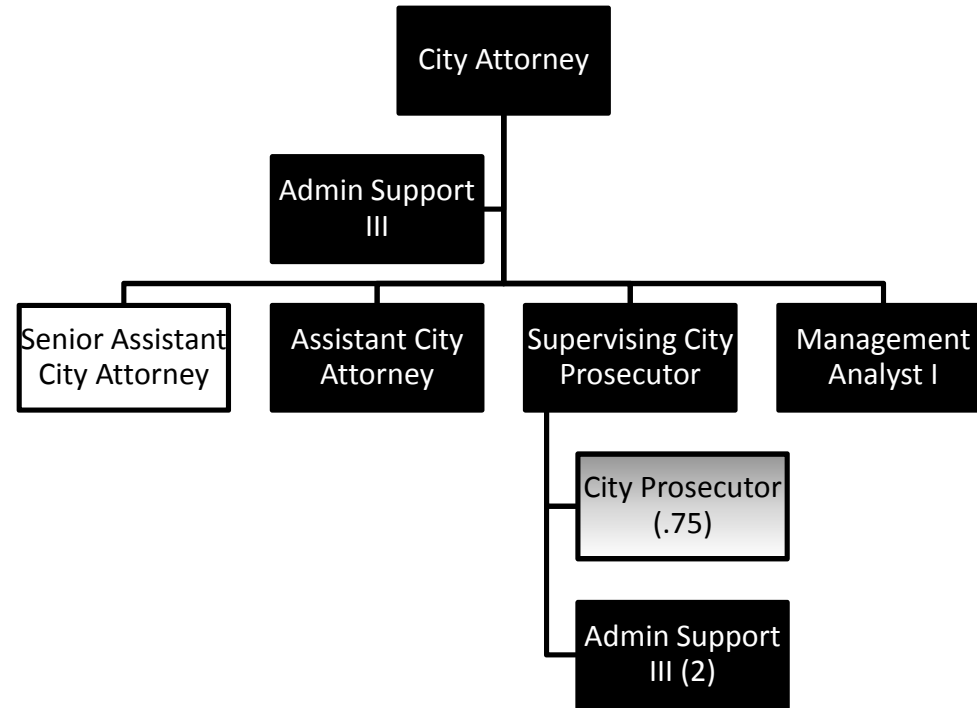 City Attorney
Admin Support
III
Senior Assistant
City Attorney
Assistant City
Attorney
Supervising City
Prosecutor
Management
Analyst I
City Prosecutor
(.75)
Admin Support
III (2)